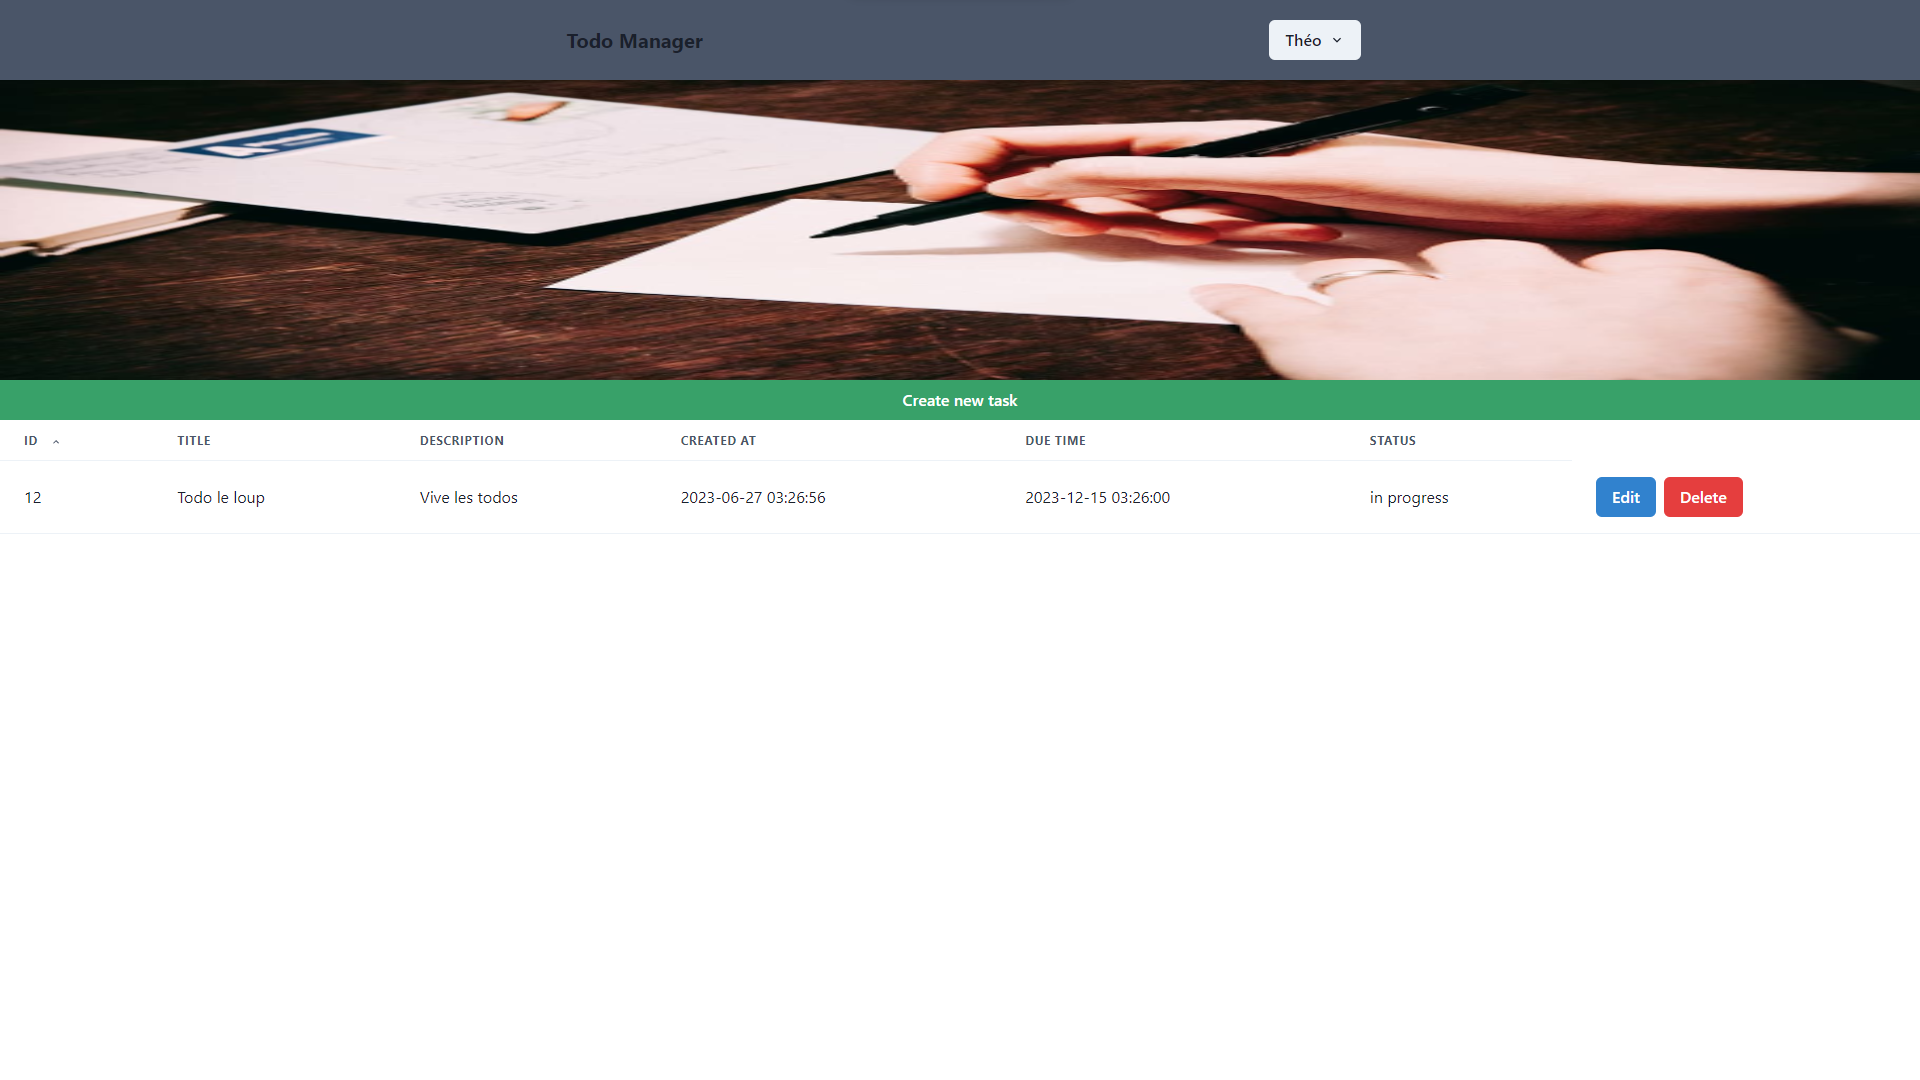 Todo Manager
Théo
Create new task
ID TITLE DESCRIPTION CREATED AT DUE TIME STATUS
12 Todo le loup Vive les todos 2023-06-27 03:26:56 2023-12-15 03:26:00 in progress Edit Delete